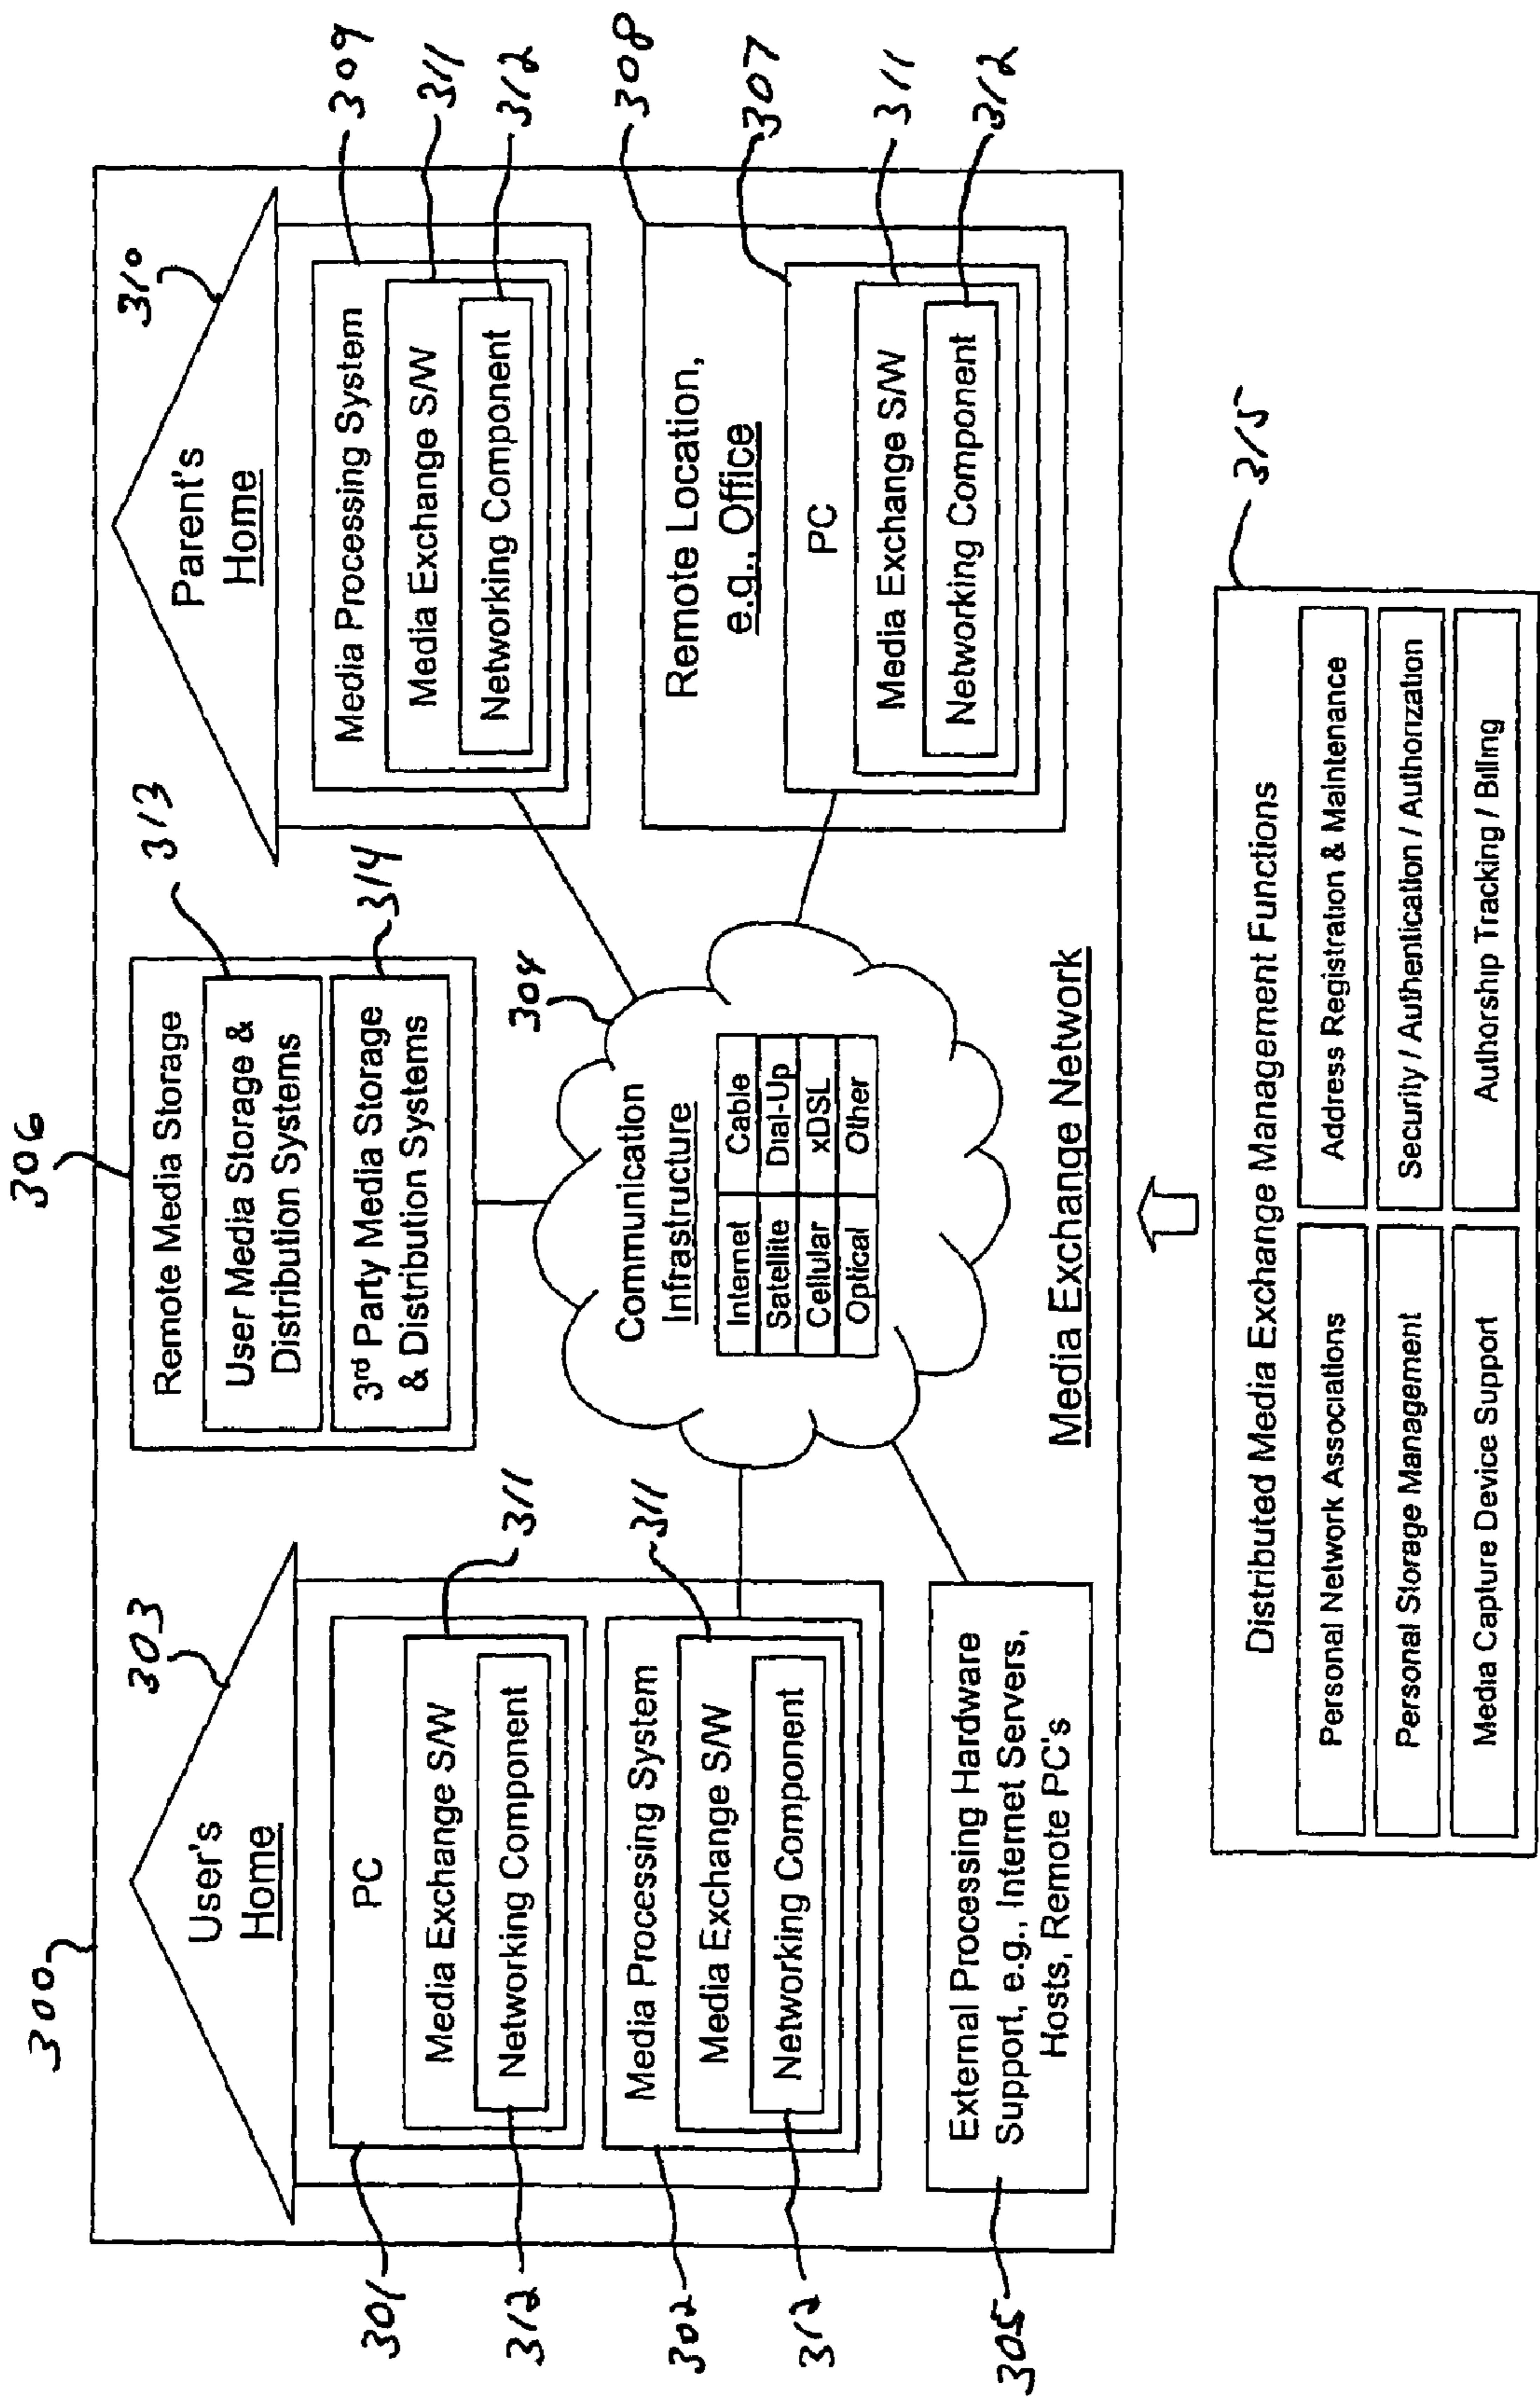 300
306
303
User's
Home
PC
Media Exchange S/W
Networking Component
311
301
312
Media Processing System
Media Exchange S/W
Networking Component
311
302
312
External Processing Hardware
Support, e.g., Internet Servers,
Hosts, Remote PC's
305
Remote Media Storage
User Media Storage &
Distribution Systems
3rd Party Media Storage
& Distribution Systems
313
314
304
Communication
Infrastructure
Internet Cable
Satellite Dial-Up
Cellular xDSL
Optical Other
Media Exchange Network
310
Parent's
Home
Media Processing System
Media Exchange S/W
Networking Component
309
311
312
Remote Location,
e.g., Office
PC
Media Exchange S/W
Networking Component
308
307
311
312
315
Distributed Media Exchange Management Functions
Personal Network Associations Address Registration & Maintenance
Personal Storage Management Security / Authentication / Authorization
Media Capture Device Support Authorship Tracking / Billing